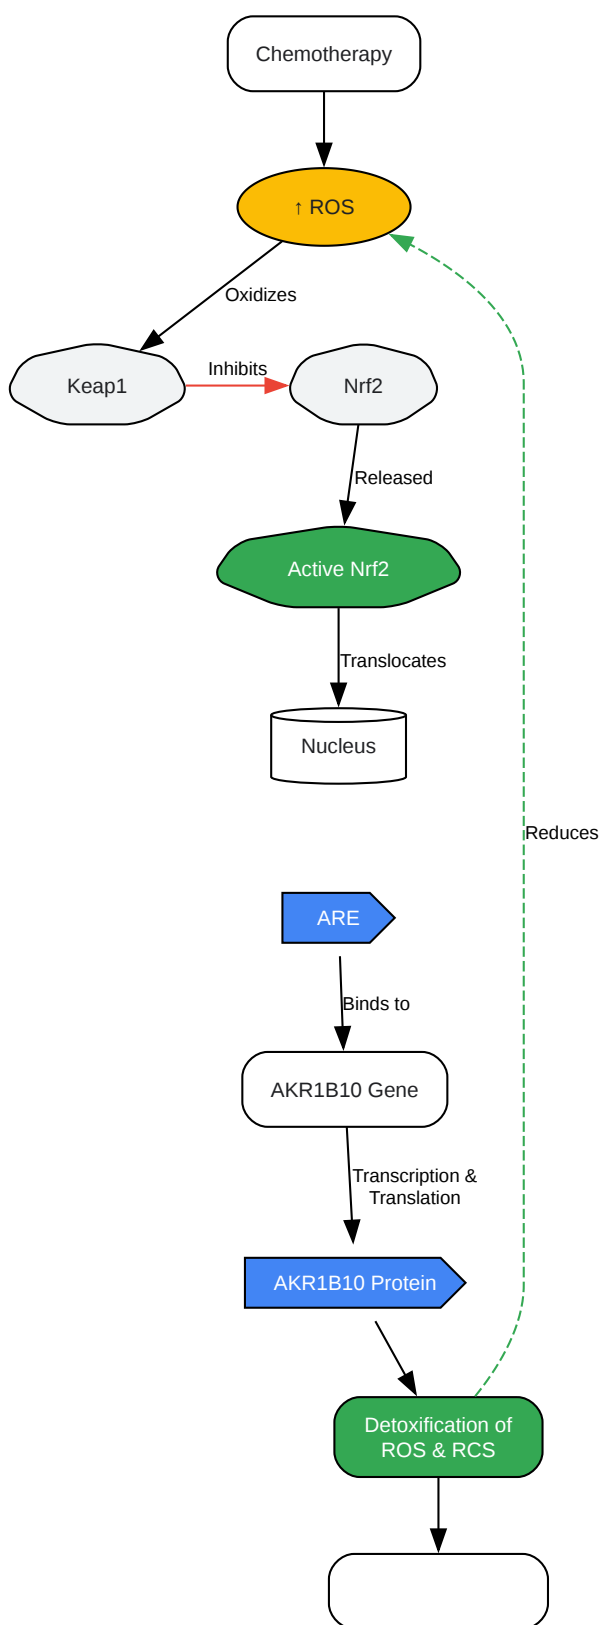 Chemotherapy
↑ ROS
Oxidizes
Keap1
Inhibits
Nrf2
Released
Active Nrf2
Translocates
Nucleus
Reduces
ARE
Binds to
AKR1B10 Gene
Transcription &
Translation
AKR1B10 Protein
Detoxification of
ROS & RCS